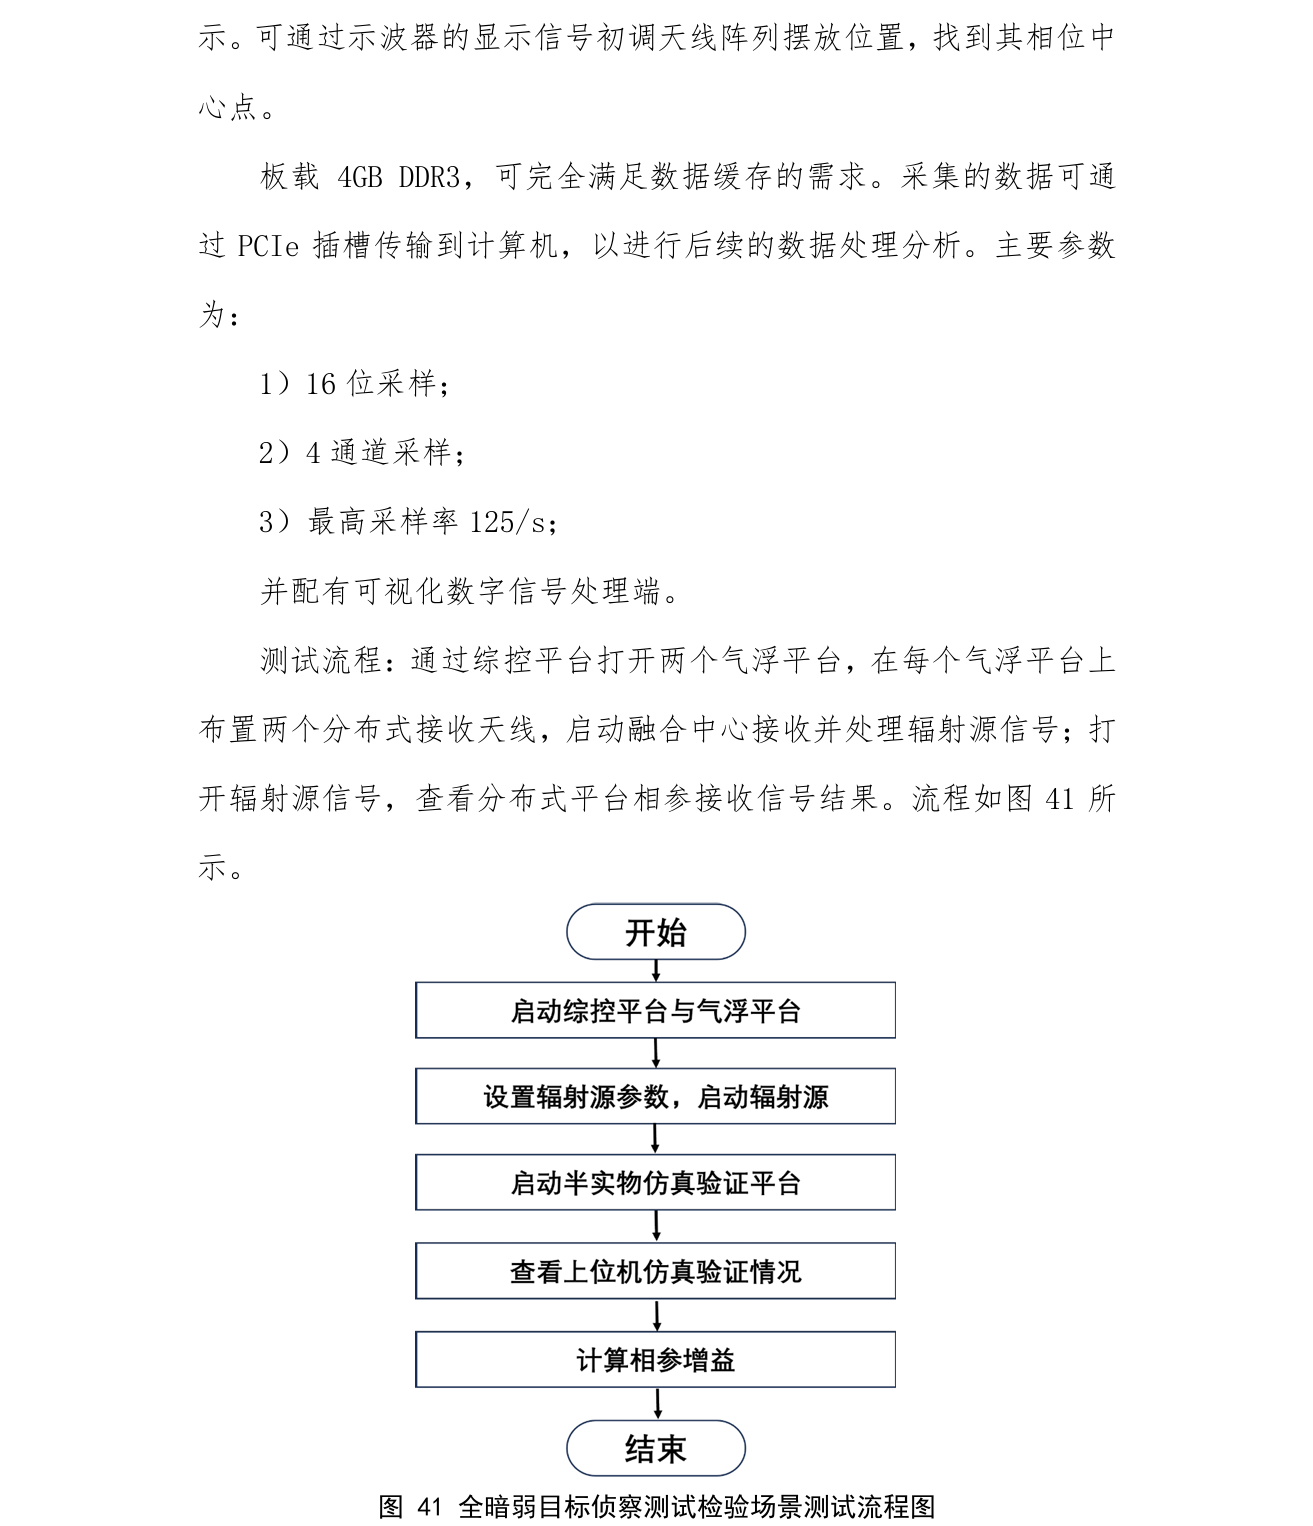 示。可通过示波器的显示信号初调天线阵列摆放位置，找到其相位中
心点。
板载 4GB DDR3，可完全满足数据缓存的需求。采集的数据可通
过 PCIe 插槽传输到计算机，以进行后续的数据处理分析。主要参数
为：
1）16 位采样；
2）4 通道采样；
3）最高采样率 125/s；
并配有可视化数字信号处理端。
测试流程：通过综控平台打开两个气浮平台，在每个气浮平台上
布置两个分布式接收天线，启动融合中心接收并处理辐射源信号；打
开辐射源信号，查看分布式平台相参接收信号结果。流程如图 41 所
示。
开始
启动综控平台与气浮平台
设置辐射源参数，启动辐射源
启动半实物仿真验证平台
查看上位机仿真验证情况
计算相参增益
结束
图 41 全暗弱目标侦察测试检验场景测试流程图